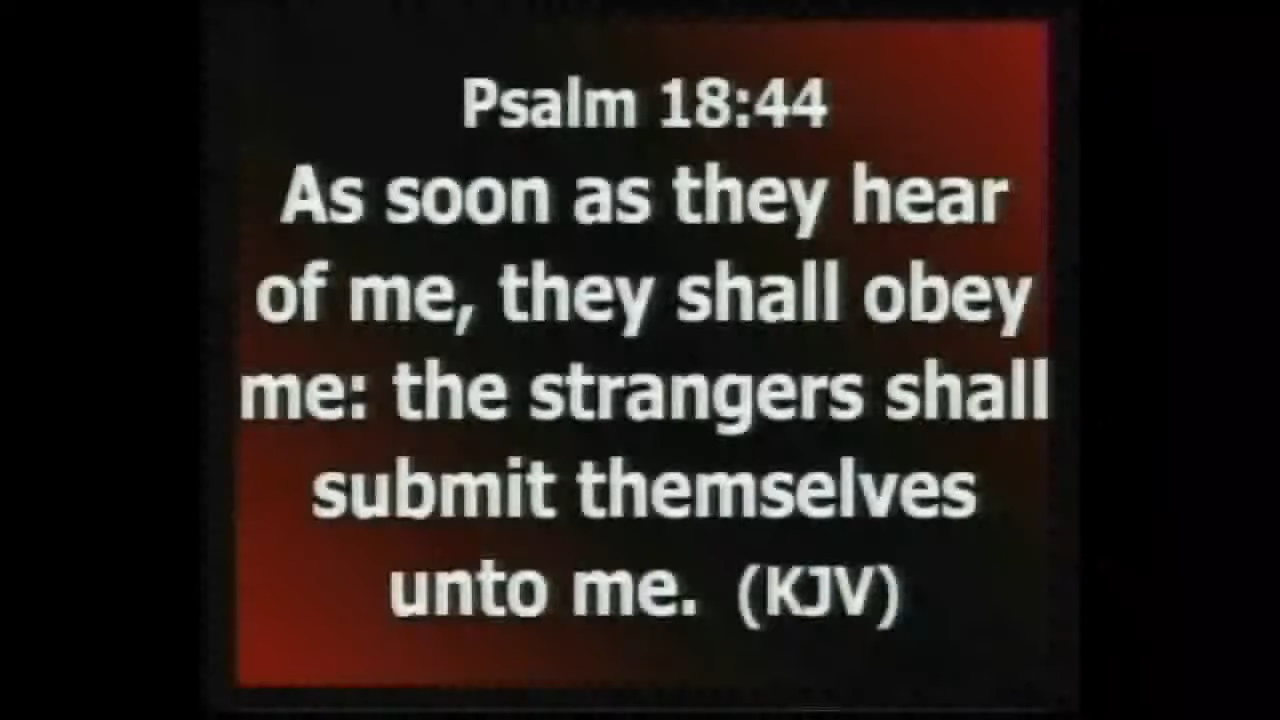 Psalm 18:44
As soon as they hear
of me, they shall obey
me: the strangers shall
submit themselves
unto me. (KJV)